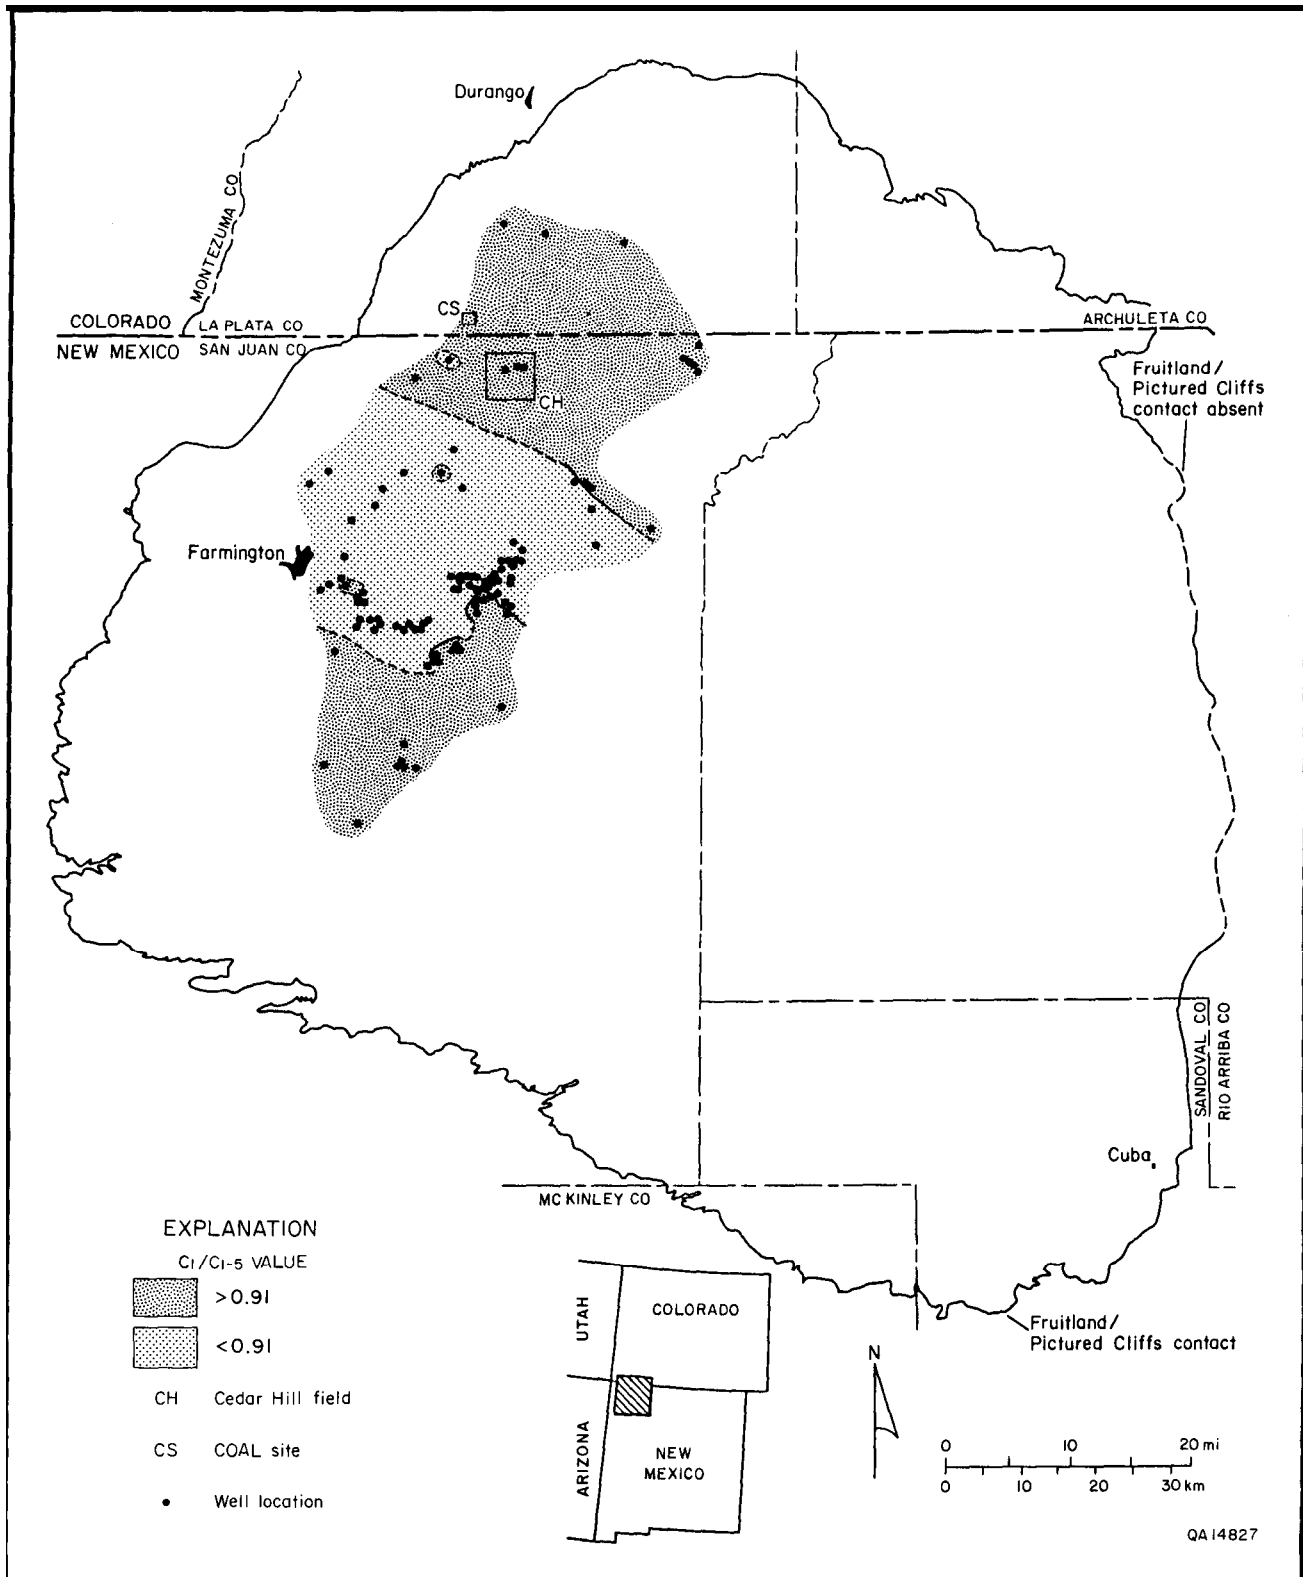 Durango
MONTEZUMA CO
CS
COLORADO
LA PLATA CO
ARCHULETA CO
NEW MEXICO
SAN JUAN CO
Fruitland/
Pictured Cliffs
contact absent
CH
Farmington
SANDOVAL CO
RIO ARRIBA CO
Cuba
MC KINLEY CO
EXPLANATION
C1/C1-5 VALUE
>0.91
<0.91
CH Cedar Hill field
CS COAL site
• Well location
UTAH
COLORADO
ARIZONA
NEW
MEXICO
Fruitland/
Pictured Cliffs contact
N
0 10 20 mi
0 10 20 30 km
QA14827